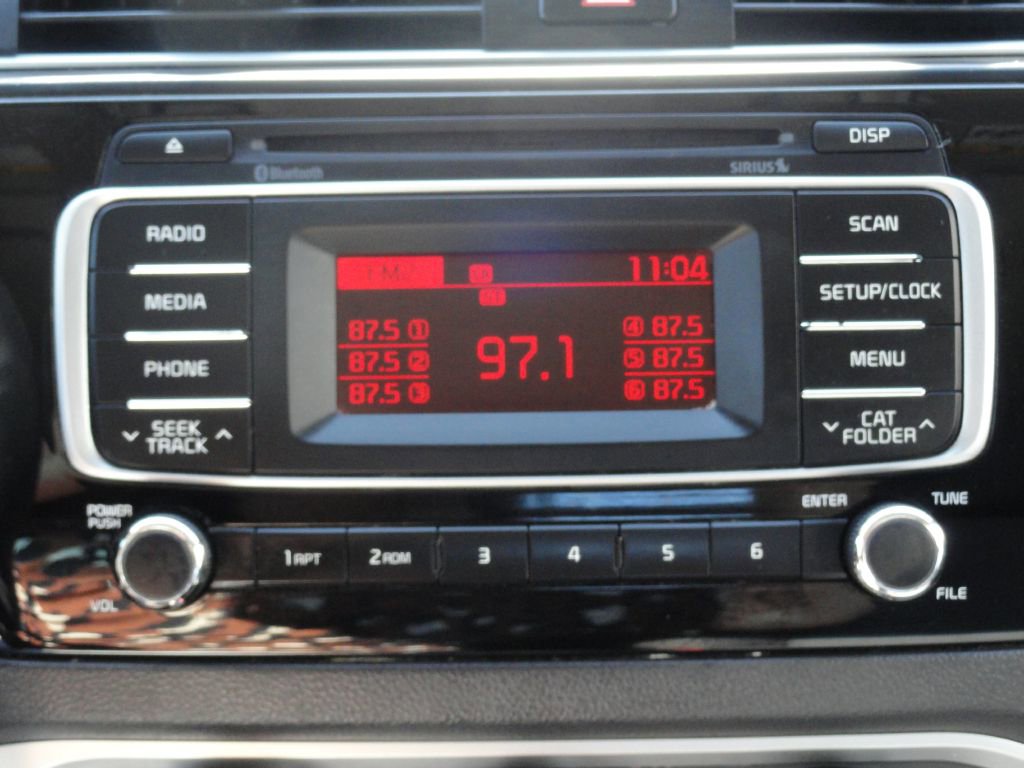 DISP
Bluetooth
SIRIUS
RADIO
MEDIA
PHONE
SEEK
TRACK
FM2 11:04
87.5 1
87.5 2
87.5 3
97.1
4 87.5
5 87.5
6 87.5
SCAN
SETUP/CLOCK
MENU
CAT
FOLDER
POWER
PUSH
VOL
1 RPT
2 RDM
3
4
5
6
ENTER
TUNE
FILE